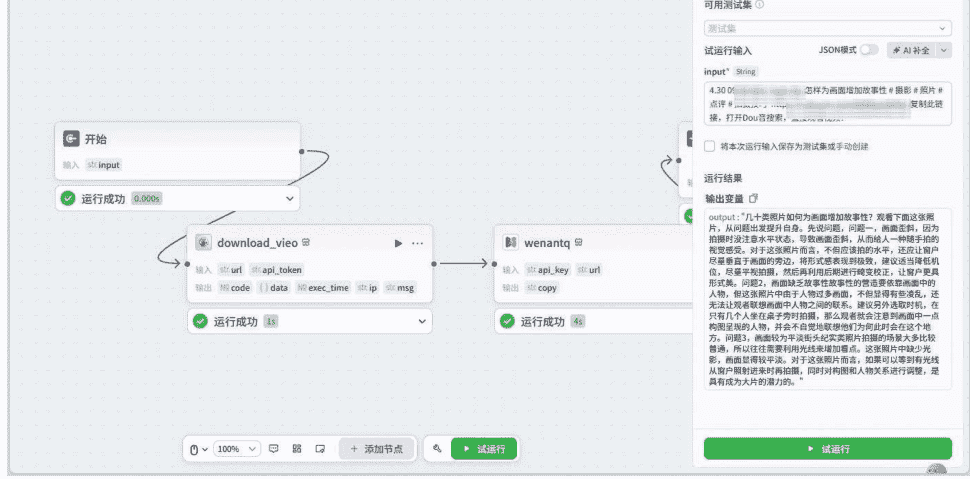 可用测试集
测试集
试运行输入 JSON模式 AI 补全
input* String
4.30 0 怎样为画面增加故事性 # 摄影 # 照片 #
点评 # 复制此链
接，打开Dou音搜索，
将本次运行输入保存为测试集或手动创建
运行结果
输出变量
output : "几十类照片如何为画面增加故事性？观看下面这张照
片，从问题出发提升自身。先说问题，问题一，画面歪斜，因为
拍摄时没注意水平状态，导致画面歪斜，从而给人一种随手拍的
视觉感受。对于这张照片而言，不但应该拍的水平，还应让窗户
尽量垂直于画面的旁边，将形式感表现到极致，建议适当降低机
位，尽量平视拍摄，然后再利用后期进行畸变校正，让窗户更具
形式美。问题2，画面缺乏故事性故事性的营造要依靠画面中的
人物，但这张照片中由于人物过多画面，不但显得有些凌乱，还
无法让观者联想画面中人物之间的联系。建议另外选取时机，在
只有几个人坐在桌子旁时拍摄，那么观者就会注意到画面中一点
构图呈现的人物，并会不自觉地联想他们为何此时会在这个地
方。问题3，画面较为平淡街头纪实类照片拍摄的场景大多比较
普通，所以往往需要利用光线来增加看点。这张照片中缺少光
影，画面显得较平淡。对于这张照片而言，如果可以等到有光线
从窗户照射进来时再拍摄，同时对构图和人物关系进行调整，是
具有成为大片的潜力的。"
试运行
开始
输入 str input
运行成功 0.000s
download_vieo
输入 str url str api_token
输出 code data exec_time str ip str msg
运行成功 1s
wenantq
输入 str api_key str url
输出 str copy
运行成功 4s
100% 添加节点 试运行